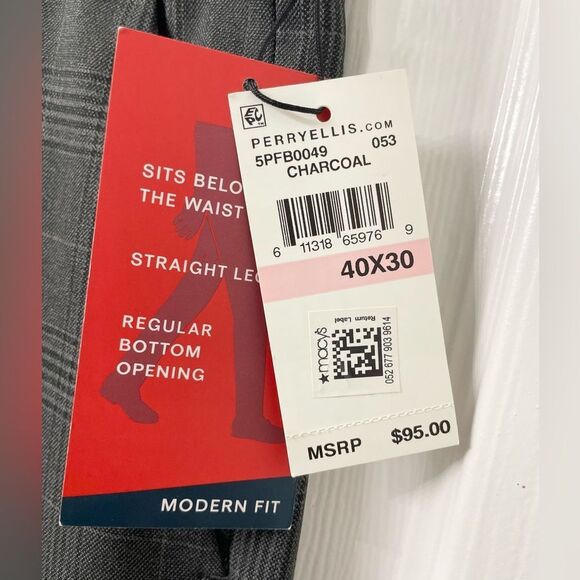 SITS BELO
THE WAIST
STRAIGHT LEG
REGULAR
BOTTOM
OPENING
MODERN FIT
PERRYELLIS.COM
5PFB0049 053
CHARCOAL
6 11318 65976 9
40X30
★macy's
Return Label
052 677 903 9614
MSRP $95.00